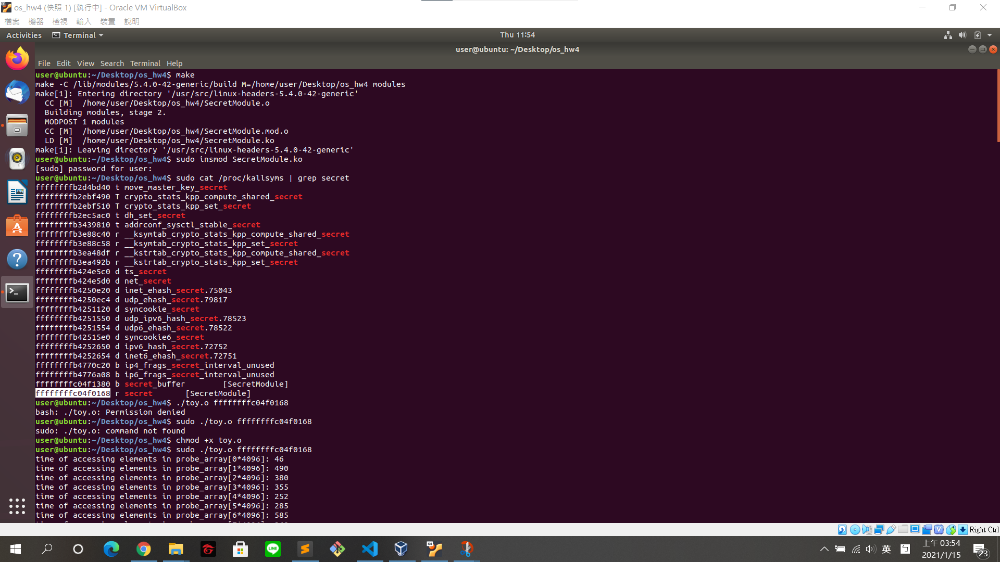 os_hw4 (快照 1) [執行中] - Oracle VM VirtualBox
檔案 機器 檢視 輸入 裝置 說明
Activities Terminal Thu 11:54
user@ubuntu: ~/Desktop/os_hw4
File Edit View Search Terminal Help
user@ubuntu:~/Desktop/os_hw4$ make
make -C /lib/modules/5.4.0-42-generic/build M=/home/user/Desktop/os_hw4 modules
make[1]: Entering directory '/usr/src/linux-headers-5.4.0-42-generic'
  CC [M]  /home/user/Desktop/os_hw4/SecretModule.o
  Building modules, stage 2.
  MODPOST 1 modules
  CC [M]  /home/user/Desktop/os_hw4/SecretModule.mod.o
  LD [M]  /home/user/Desktop/os_hw4/SecretModule.ko
make[1]: Leaving directory '/usr/src/linux-headers-5.4.0-42-generic'
user@ubuntu:~/Desktop/os_hw4$ sudo insmod SecretModule.ko
[sudo] password for user:
user@ubuntu:~/Desktop/os_hw4$ sudo cat /proc/kallsyms | grep secret
ffffffffb2d4bd40 t move_master_key_secret
ffffffffb2ebf490 T crypto_stats_kpp_compute_shared_secret
ffffffffb2ebf510 T crypto_stats_kpp_set_secret
ffffffffb2ec5ac0 t dh_set_secret
ffffffffb3439810 t addrconf_sysctl_stable_secret
ffffffffb3e88c40 r __ksymtab_crypto_stats_kpp_compute_shared_secret
ffffffffb3e88c58 r __ksymtab_crypto_stats_kpp_set_secret
ffffffffb3ea48df r __kstrtab_crypto_stats_kpp_compute_shared_secret
ffffffffb3ea492b r __kstrtab_crypto_stats_kpp_set_secret
ffffffffb424e5c0 d ts_secret
ffffffffb424e5d0 d net_secret
ffffffffb4250e20 d inet_ehash_secret.75043
ffffffffb4250ec4 d udp_ehash_secret.79817
ffffffffb4251120 d syncookie_secret
ffffffffb4251550 d udp_ipv6_hash_secret.78523
ffffffffb4251554 d udp6_ehash_secret.78522
ffffffffb42515e0 d syncookie6_secret
ffffffffb4252650 d ipv6_hash_secret.72752
ffffffffb4252654 d inet6_ehash_secret.72751
ffffffffb4770c20 b ip4_frags_secret_interval_unused
ffffffffb4776a08 b ip6_frags_secret_interval_unused
ffffffffc04f1380 b secret_buffer        [SecretModule]
ffffffffc04f0168 r secret       [SecretModule]
user@ubuntu:~/Desktop/os_hw4$ ./toy.o ffffffffc04f0168
bash: ./toy.o: Permission denied
user@ubuntu:~/Desktop/os_hw4$ sudo ./toy.o ffffffffc04f0168
sudo: ./toy.o: command not found
user@ubuntu:~/Desktop/os_hw4$ chmod +x toy.o
user@ubuntu:~/Desktop/os_hw4$ sudo ./toy.o ffffffffc04f0168
time of accessing elements in probe_array[0*4096]: 46
time of accessing elements in probe_array[1*4096]: 490
time of accessing elements in probe_array[2*4096]: 380
time of accessing elements in probe_array[3*4096]: 355
time of accessing elements in probe_array[4*4096]: 252
time of accessing elements in probe_array[5*4096]: 285
time of accessing elements in probe_array[6*4096]: 585
Right Ctrl
英
上午 03:54
2021/1/15
23